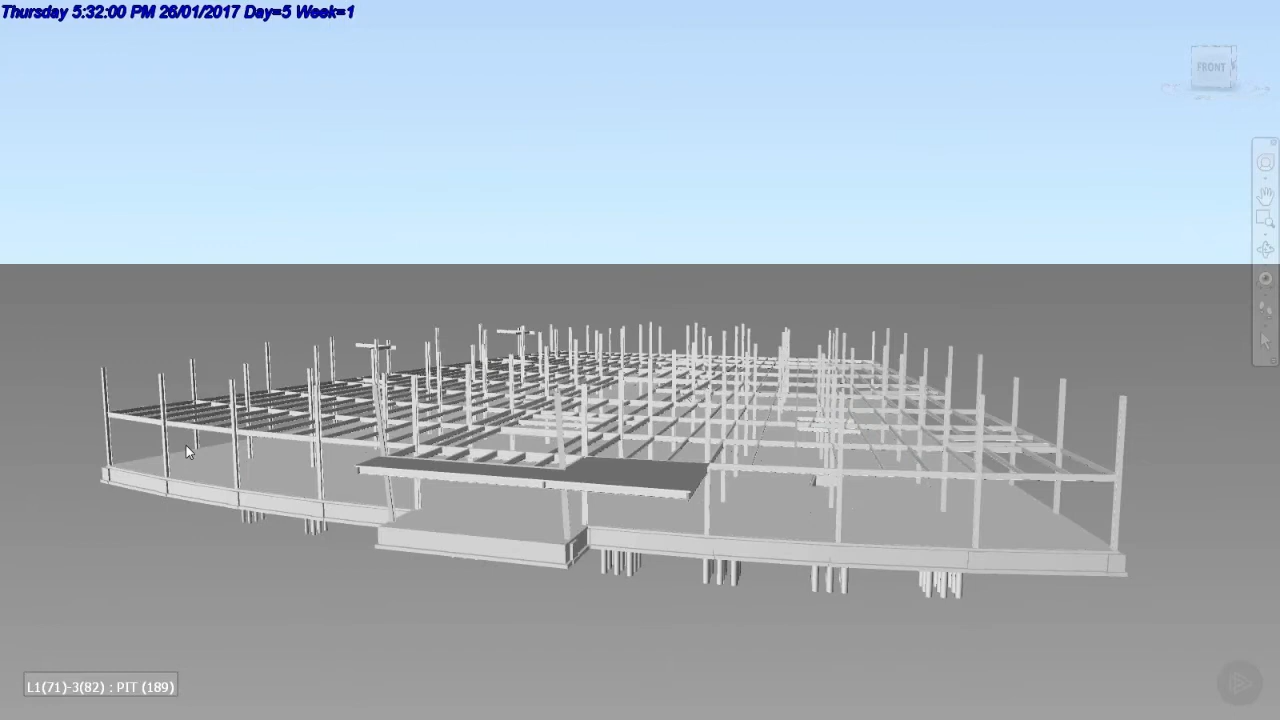 Thursday 5:32:00 PM 26/01/2017 Day=5 Week=1
FRONT
L1(71)-3(82) : PIT (189)